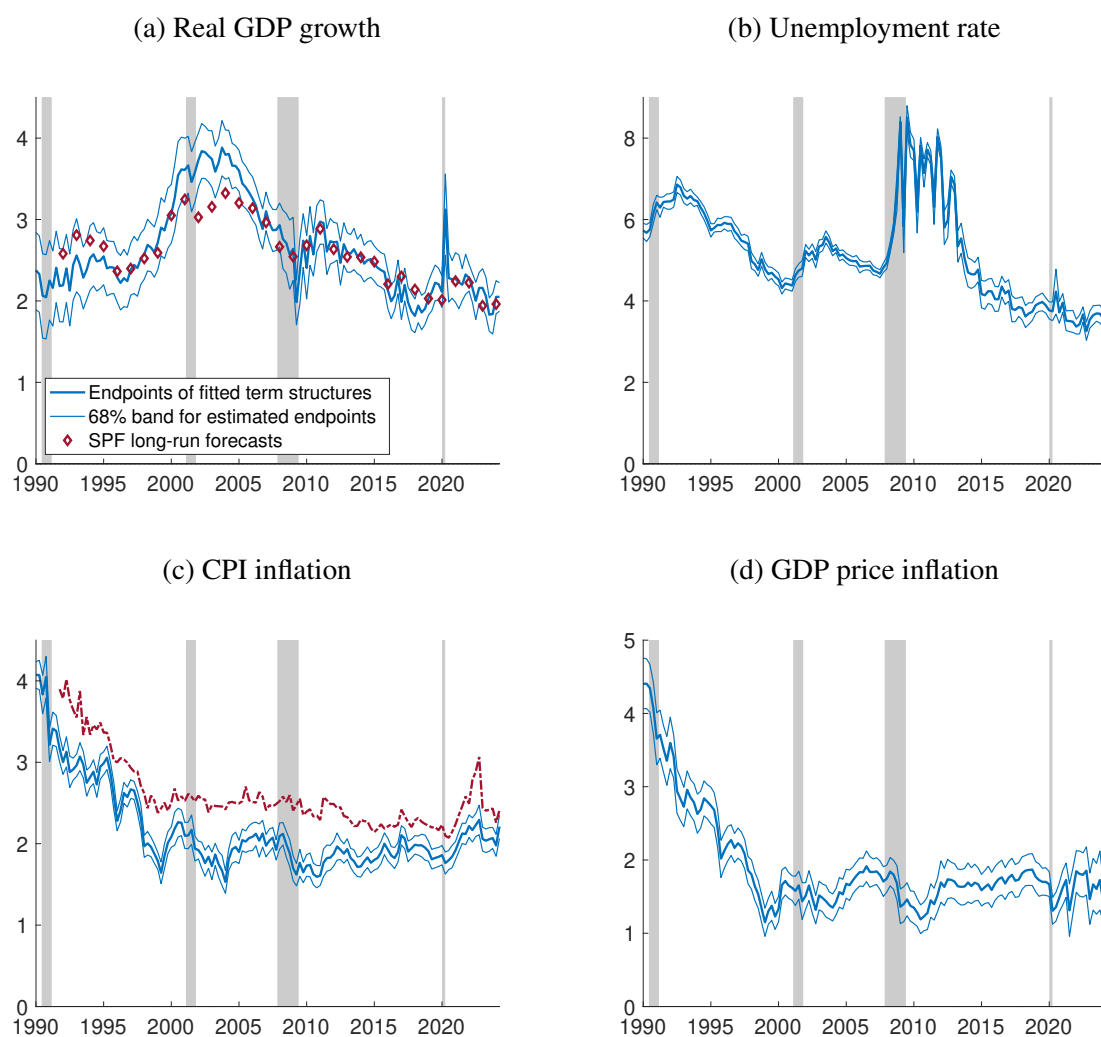 (a) Real GDP growth
4
3
2
1
0
Endpoints of fitted term structures
68% band for estimated endpoints
SPF long-run forecasts
1990 1995 2000 2005 2010 2015 2020
(b) Unemployment rate
8
6
4
2
0
1990 1995 2000 2005 2010 2015 2020
(c) CPI inflation
4
3
2
1
0
1990 1995 2000 2005 2010 2015 2020
(d) GDP price inflation
5
4
3
2
1
0
1990 1995 2000 2005 2010 2015 2020